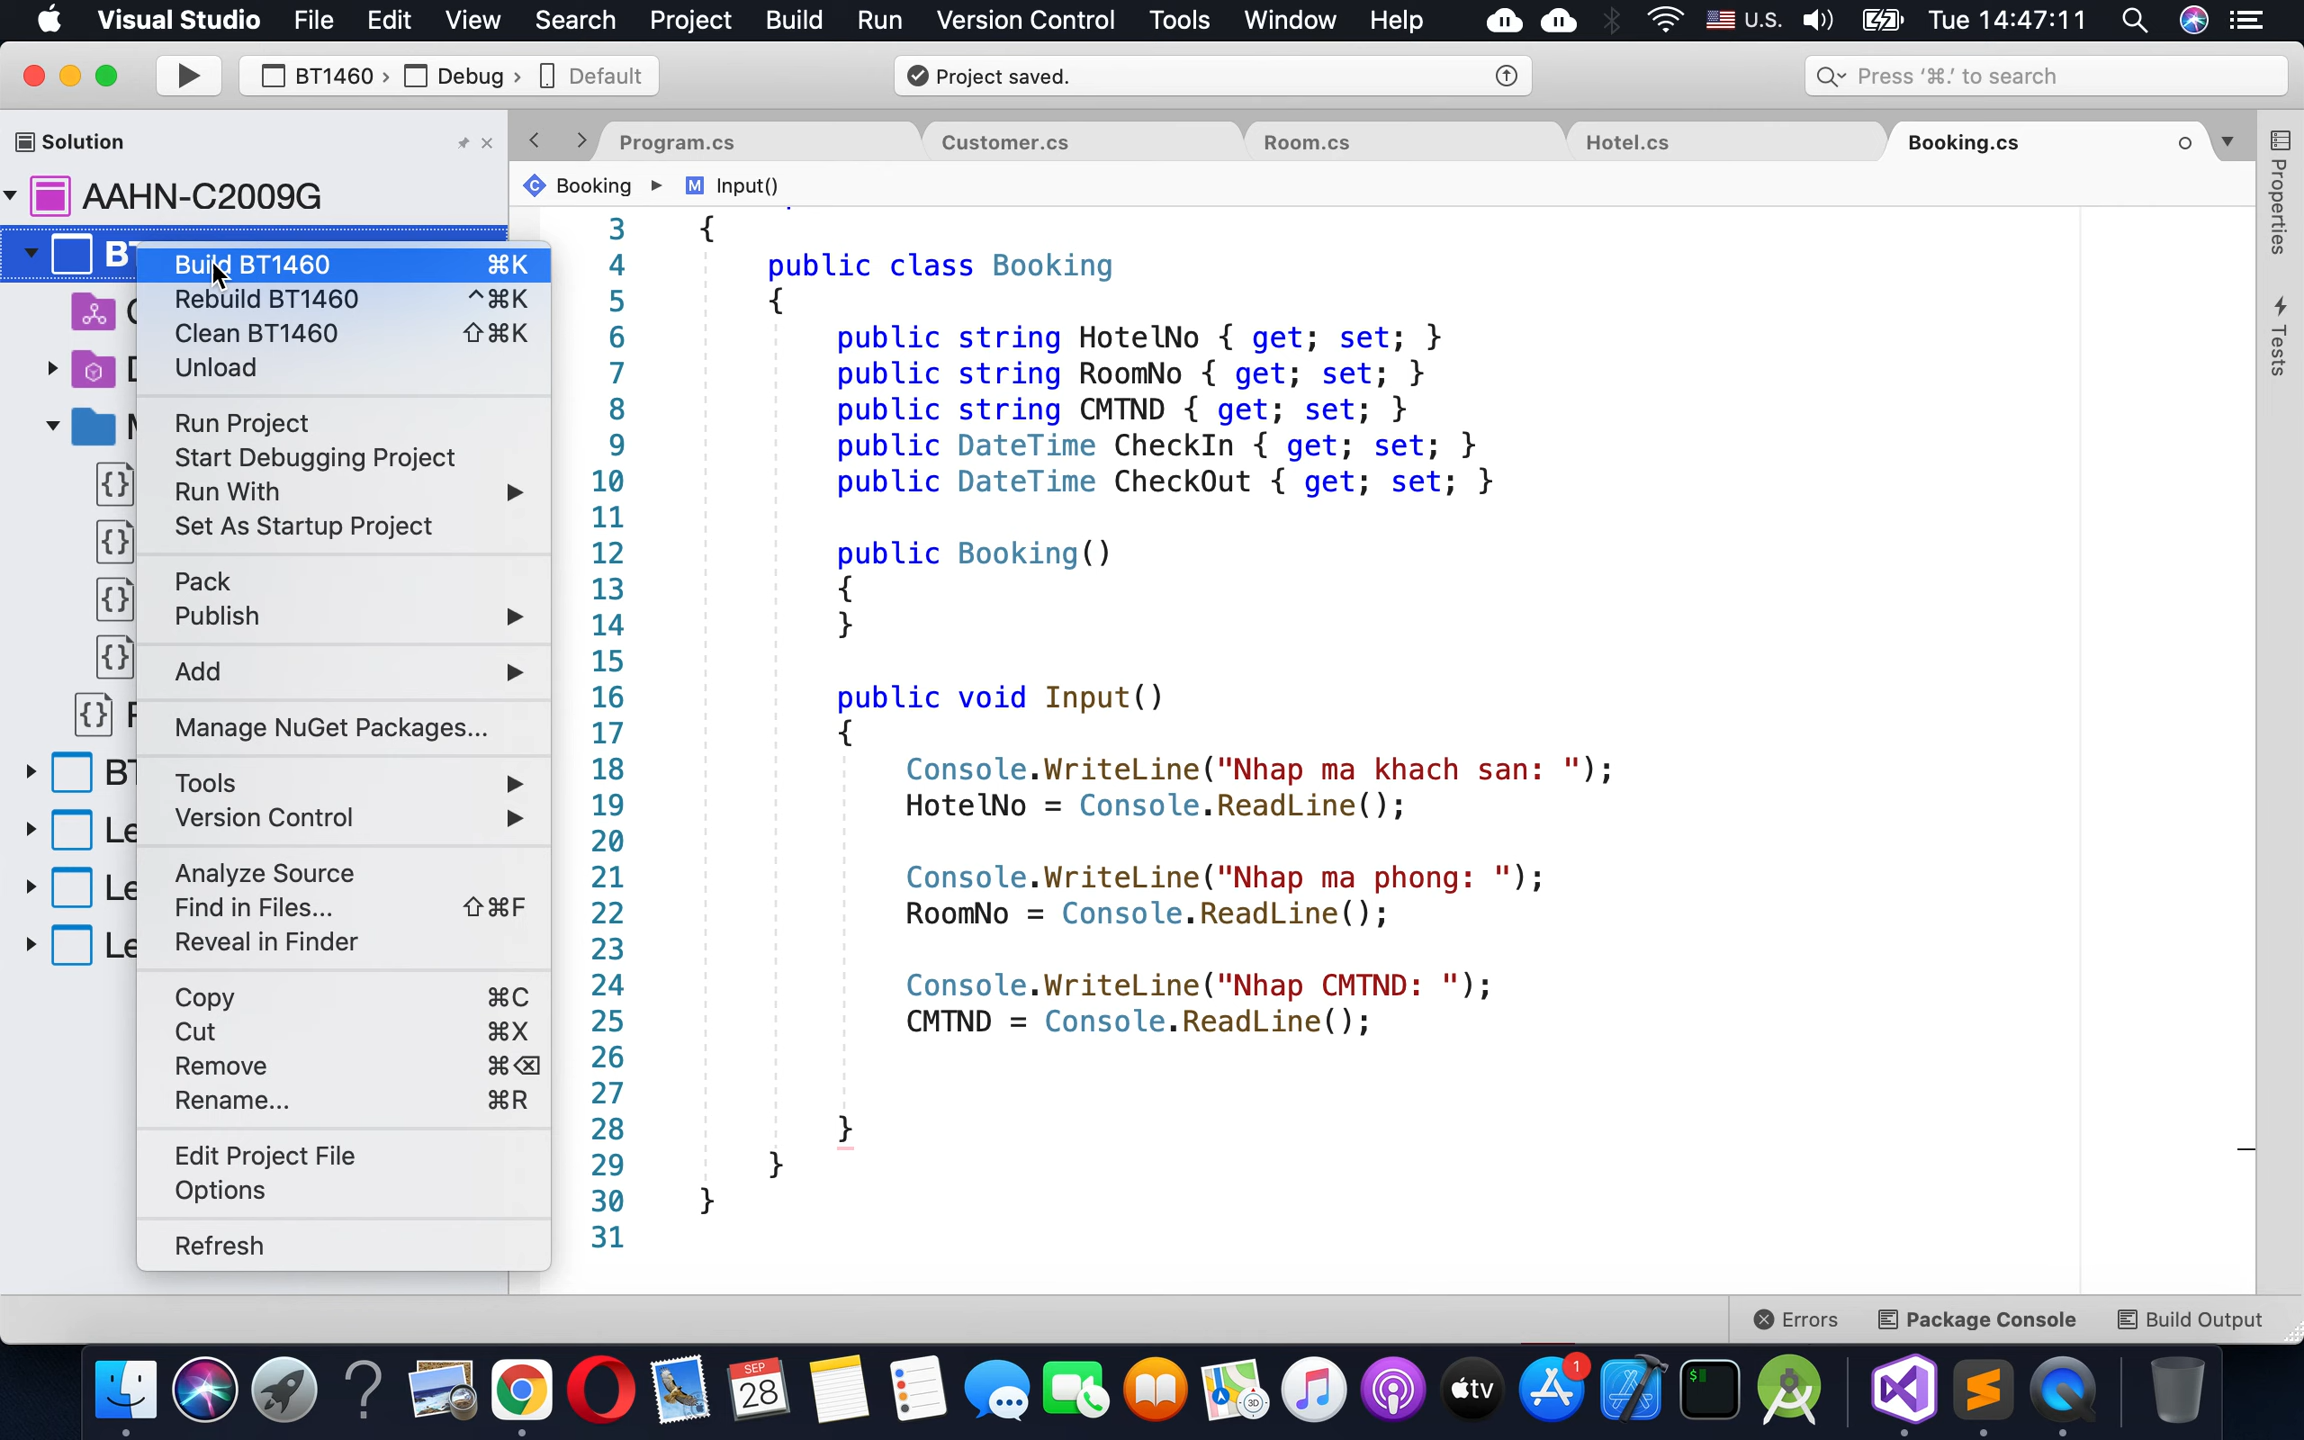 Visual Studio File Edit View Search Project Build Run Version Control Tools Window Help U.S. Tue 14:47:11
BT1460 › Debug › Default
Project saved.
Press ‘⌘.’ to search
Solution
Program.cs
Customer.cs
Room.cs
Hotel.cs
Booking.cs
Booking ▶ M Input()
AAHN-C2009G
Build BT1460 ⌘K
Rebuild BT1460 ^⌘K
Clean BT1460 ⇧⌘K
Unload
Run Project
Start Debugging Project
Run With
Set As Startup Project
Pack
Publish
Add
Manage NuGet Packages...
Tools
Version Control
Analyze Source
Find in Files... ⇧⌘F
Reveal in Finder
Copy ⌘C
Cut ⌘X
Remove ⌘⌫
Rename... ⌘R
Edit Project File
Options
Refresh
3 {
4 public class Booking
5 {
6 public string HotelNo { get; set; }
7 public string RoomNo { get; set; }
8 public string CMTND { get; set; }
9 public DateTime CheckIn { get; set; }
10 public DateTime CheckOut { get; set; }
11
12 public Booking()
13 {
14 }
15
16 public void Input()
17 {
18 Console.WriteLine("Nhap ma khach san: ");
19 HotelNo = Console.ReadLine();
20
21 Console.WriteLine("Nhap ma phong: ");
22 RoomNo = Console.ReadLine();
23
24 Console.WriteLine("Nhap CMTND: ");
25 CMTND = Console.ReadLine();
26
27
28 }
29 }
30 }
31
Properties
Tests
Errors
Package Console
Build Output
SEP
28
3D
tv
1
$